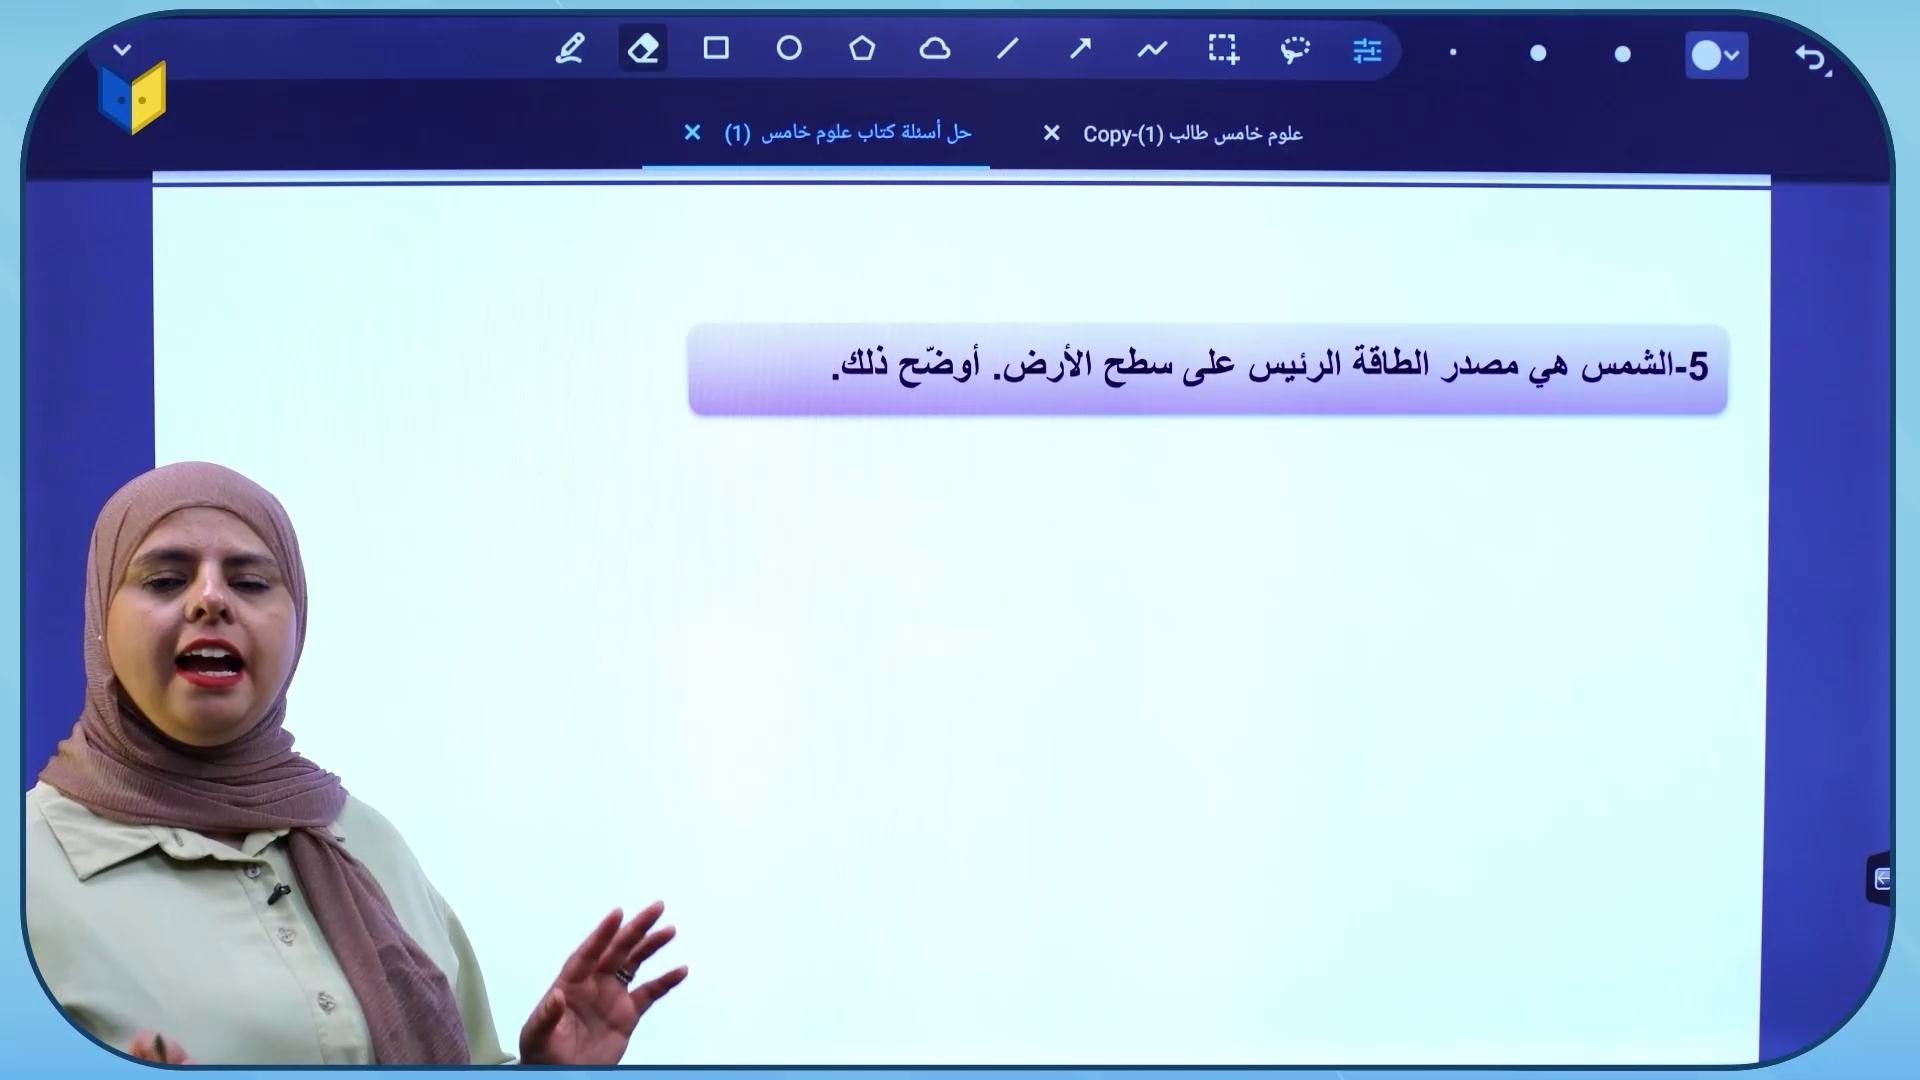 علوم خامس طالب Copy-(1)
حل أسئلة كتاب علوم خامس (1)
5-الشمس هي مصدر الطاقة الرئيس على سطح الأرض. أوضّح ذلك.